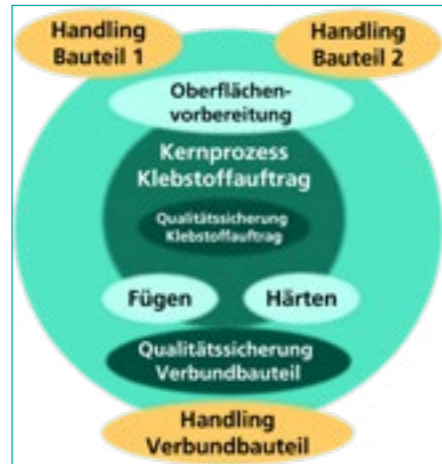 Handling
Bauteil 1
Handling
Bauteil 2
Oberflächen-
vorbereitung
Kernprozess
Klebstoffauftrag
Qualitätssicherung
Klebstoffauftrag
Fügen
Härten
Qualitätssicherung
Verbundbauteil
Handling
Verbundbauteil